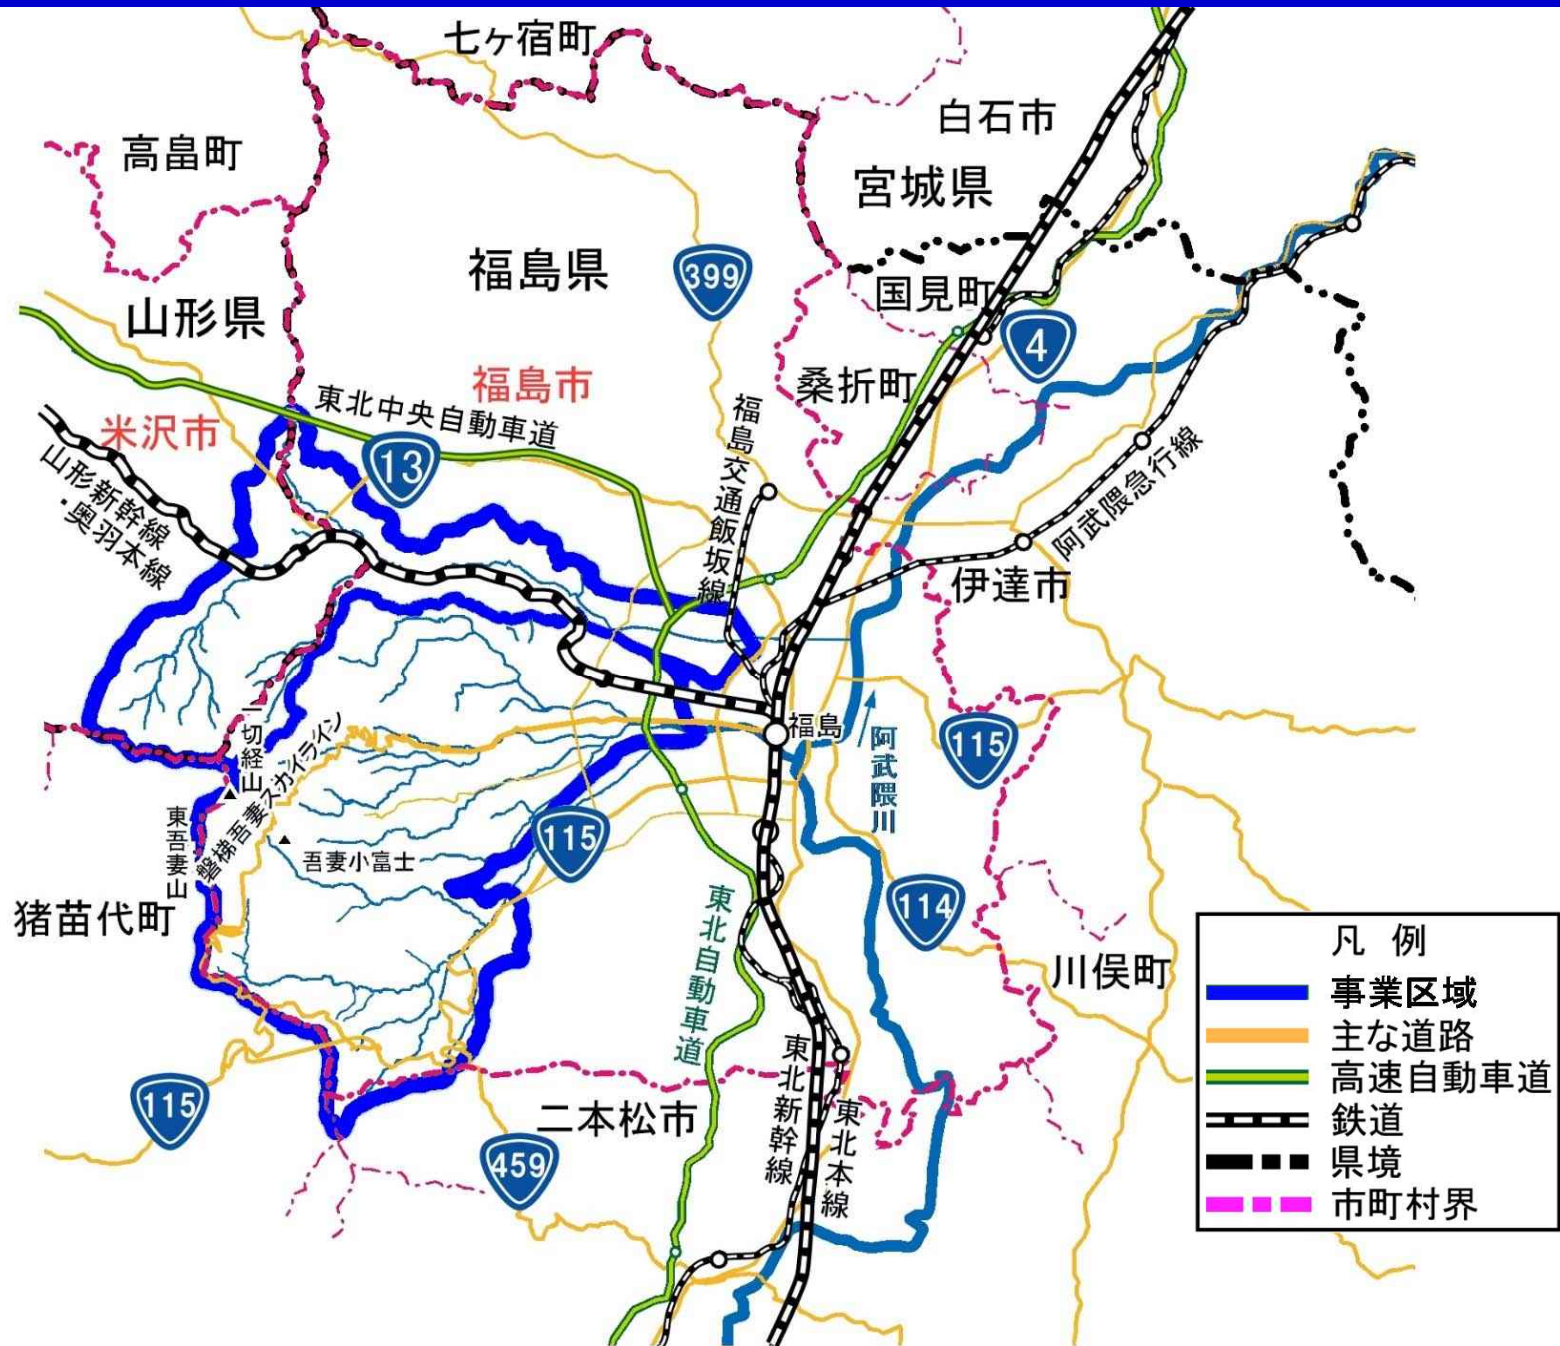 七ヶ宿町
白石市
高畠町
宮城県
福島県
399
国見町
山形県
4
福島市
桑折町
東北中央自動車道
米沢市
福島交通飯坂線
13
山形新幹線
・奥羽本線
阿武隈急行線
伊達市
福島
一切経山
阿武隈川
115
磐梯吾妻スカイライン
東吾妻山
吾妻小富士
115
猪苗代町
東北自動車道
114
川俣町
115
二本松市
459
東北新幹線
東北本線
凡 例
事業区域
主な道路
高速自動車道
鉄道
県境
市町村界